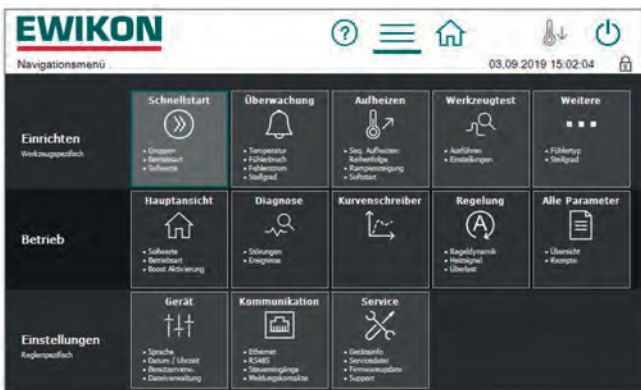 EWIKON
Navigationsmenü
03.09.2019 15:02:04
Einrichten
Werkzeugspezifisch
Schnellstart
• Gruppen
• Betriebsart
• Sollwerte
Überwachung
• Temperatur
• Fühlerbruch
• Fehlerstrom
• Stellgrad
Aufheizen
• Seq. Aufheizen
Reihenfolge
• Rampensteigung
• Softstart
Werkzeugtest
• Ausführen
• Einstellungen
Weitere
• Fühlertyp
• Stellgrad
Betrieb
Hauptansicht
• Sollwerte
• Betriebsart
• Boost Aktivierung
Diagnose
• Störungen
• Ereignisse
Kurvenschreiber
Regelung
• Regeldynamik
• Heizsignal
• Überlast
Alle Parameter
• Übersicht
• Rezepte
Einstellungen
Reglerspezifisch
Gerät
• Sprache
• Datum / Uhrzeit
• Benutzerverw.
• Dateiverwaltung
Kommunikation
• Ethernet
• RS485
• Steuereingänge
• Meldungskontakte
Service
• Geräteinfo
• Servicedaten
• Firmwareupdate
• Support